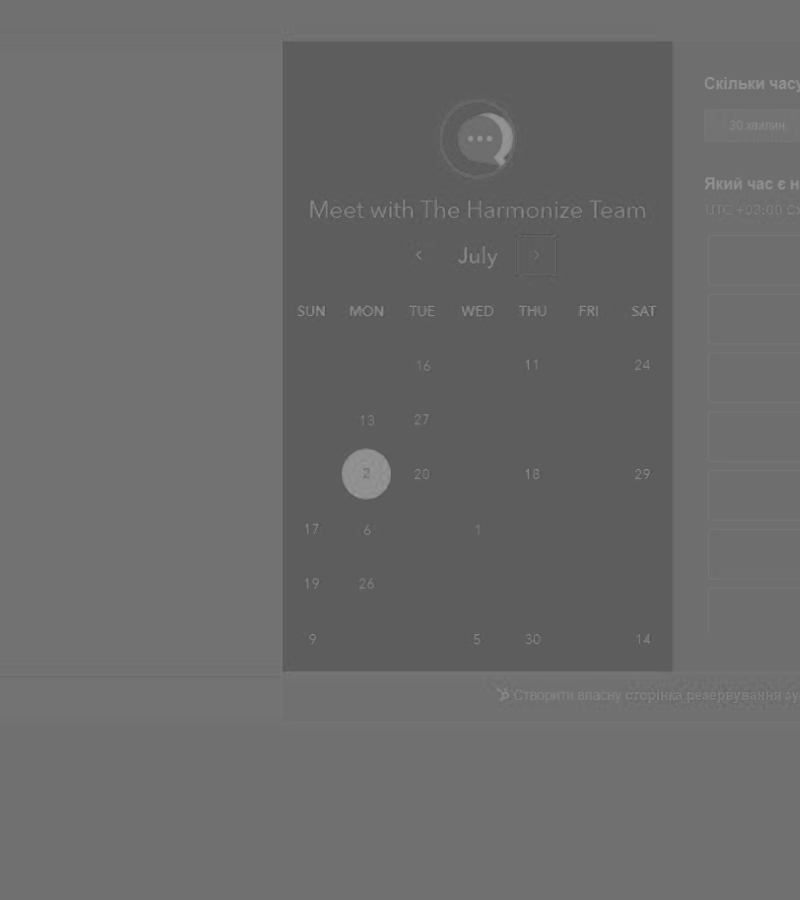 Скільки часу
30 хвилин
Meet with The Harmonize Team
Який час є н
UTC +03:00 Сх
July
SUN MON TUE WED THU FRI SAT
16 11 24
13 27
2 20 18 29
17 6 1
19 26
9 5 30 14
Створити власну сторінка резервування зу